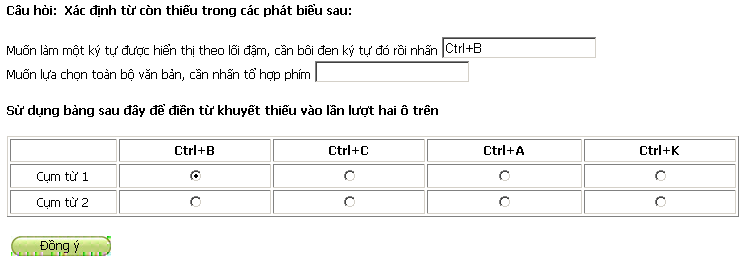 Câu hỏi: Xác định từ còn thiếu trong các phát biểu sau:
Muốn làm một ký tự được hiển thị theo lối đậm, cần bôi đen ký tự đó rồi nhấn Ctrl+B
Muốn lựa chọn toàn bộ văn bản, cần nhấn tổ hợp phím
Sử dụng bảng sau đây để điền từ khuyết thiếu vào lần lượt hai ô trên
Ctrl+B Ctrl+C Ctrl+A Ctrl+K
Cụm từ 1
Cụm từ 2
Đồng ý